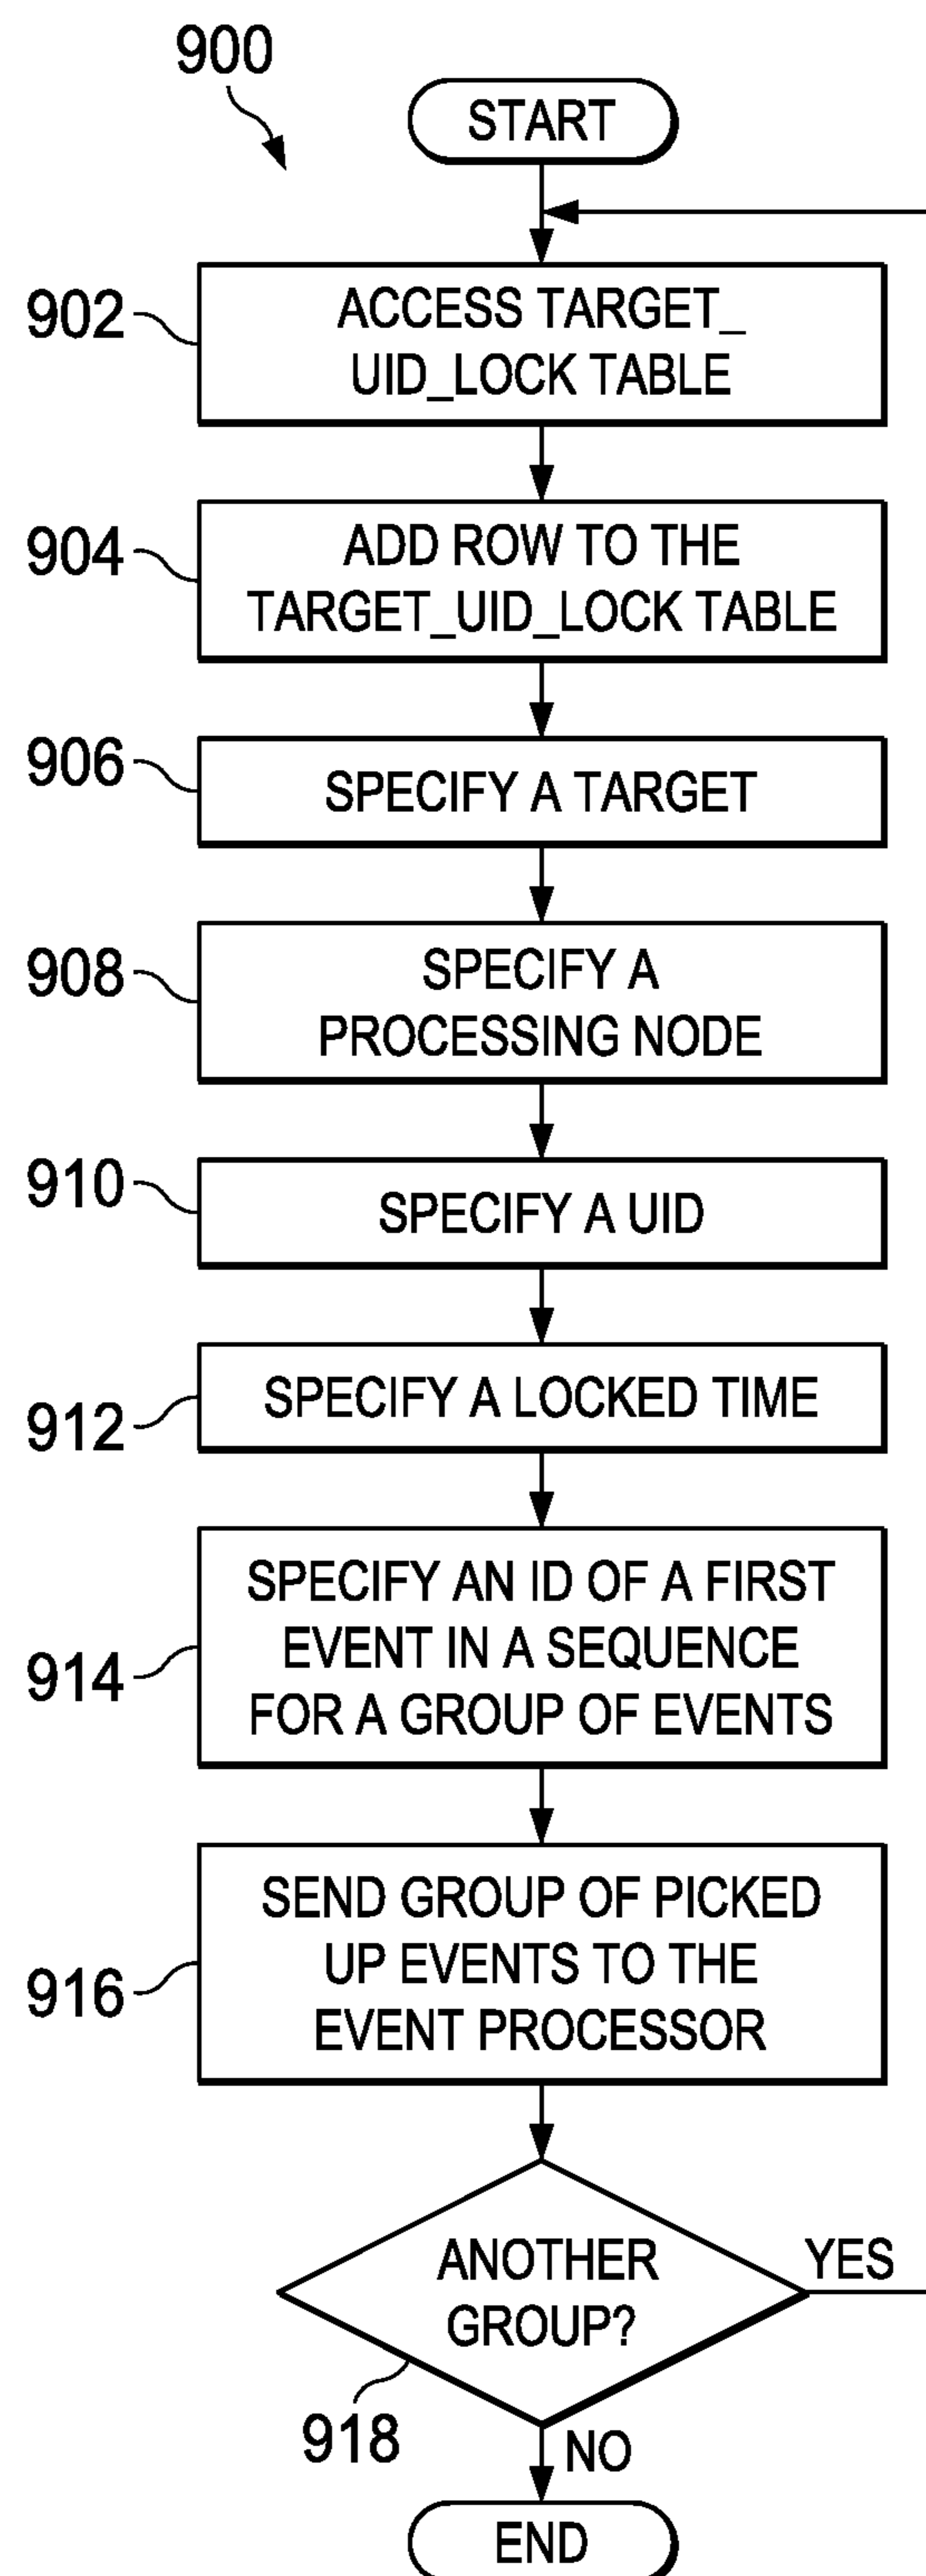 900
START
902
ACCESS TARGET_
UID_LOCK TABLE
904
ADD ROW TO THE
TARGET_UID_LOCK TABLE
906
SPECIFY A TARGET
908
SPECIFY A
PROCESSING NODE
910
SPECIFY A UID
912
SPECIFY A LOCKED TIME
914
SPECIFY AN ID OF A FIRST
EVENT IN A SEQUENCE
FOR A GROUP OF EVENTS
916
SEND GROUP OF PICKED
UP EVENTS TO THE
EVENT PROCESSOR
ANOTHER
GROUP?
YES
918
NO
END